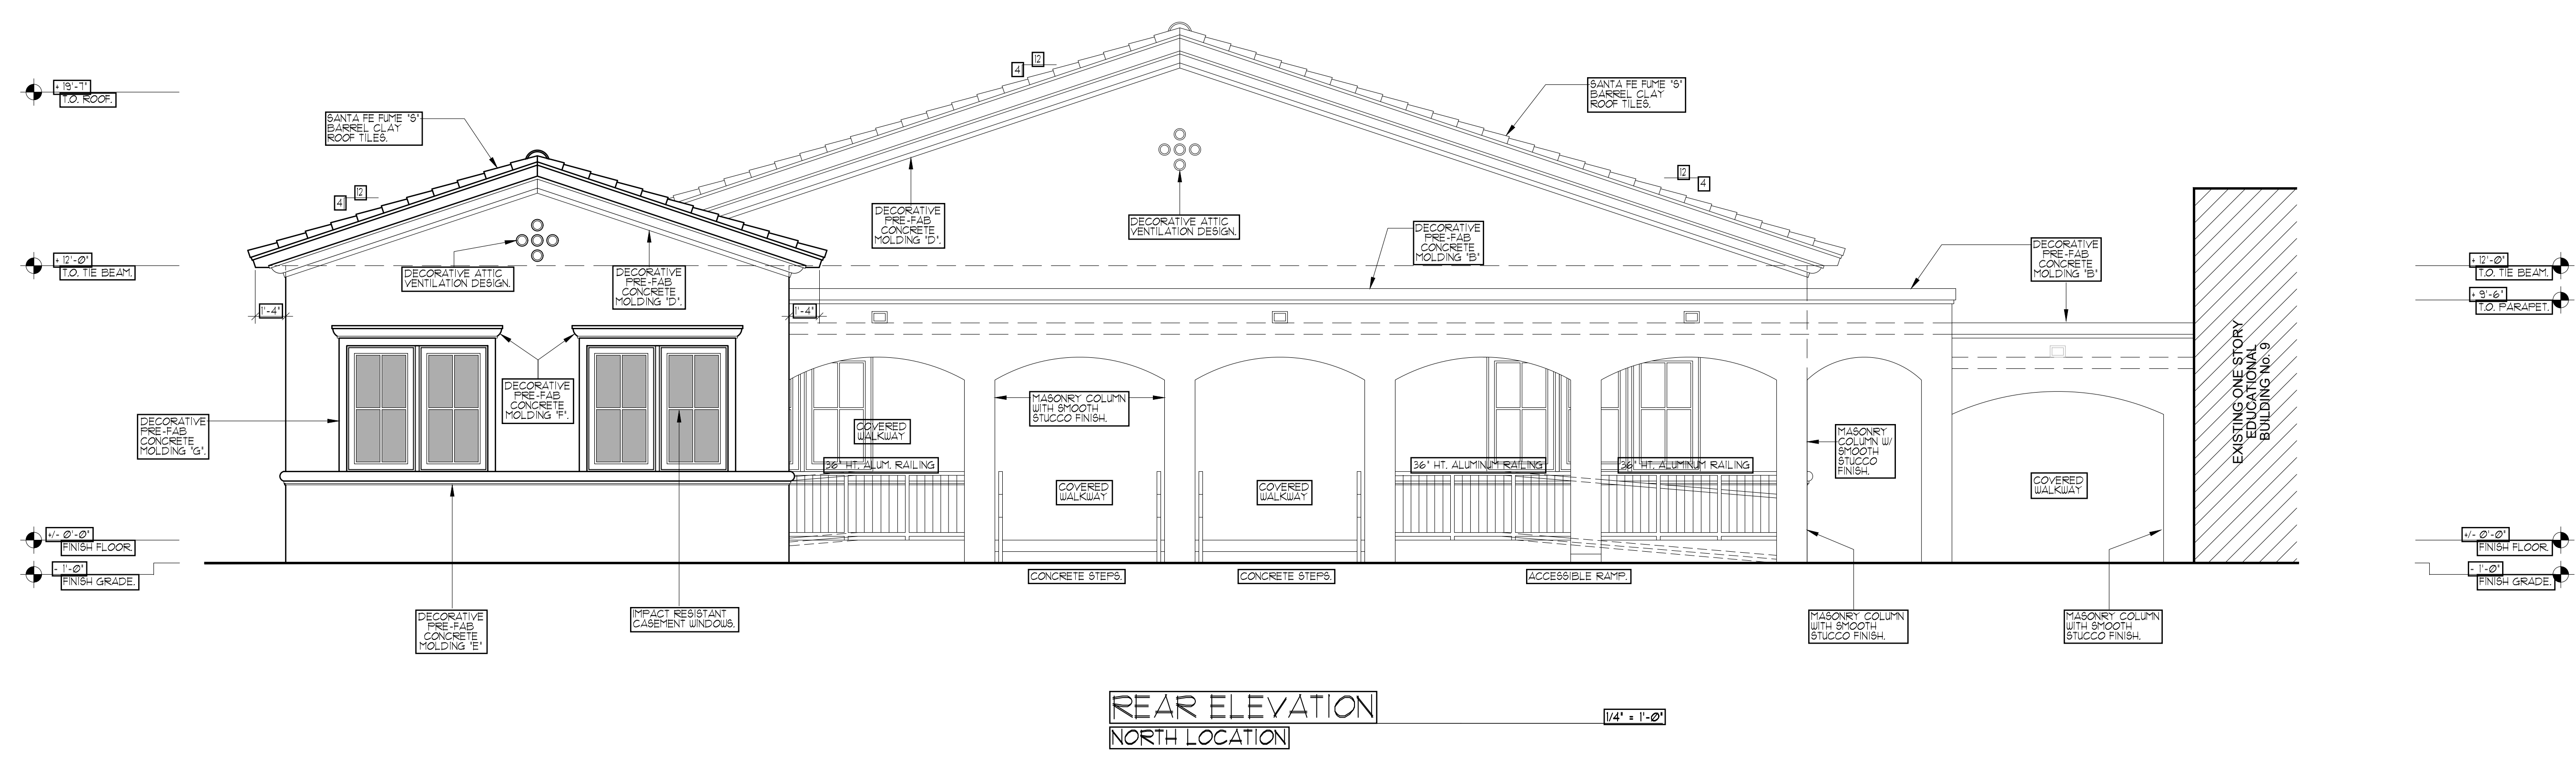 + 19'-7"
T.O. ROOF.
12
4
SANTA FE FUME "S"
BARREL CLAY
ROOF TILES.
SANTA FE FUME "S"
BARREL CLAY
ROOF TILES.
12
4
12
4
DECORATIVE
PRE-FAB
CONCRETE
MOLDING "D".
DECORATIVE ATTIC
VENTILATION DESIGN.
DECORATIVE
PRE-FAB
CONCRETE
MOLDING "B"
DECORATIVE
PRE-FAB
CONCRETE
MOLDING "B"
+ 12'-0"
T.O. TIE BEAM.
DECORATIVE ATTIC
VENTILATION DESIGN.
DECORATIVE
PRE-FAB
CONCRETE
MOLDING "D".
+ 12'-0"
T.O. TIE BEAM.
+ 9'-6"
T.O. PARAPET.
1'-4"
1'-4"
EXISTING ONE STORY
EDUCATIONAL
BUILDING No. 9
DECORATIVE
PRE-FAB
CONCRETE
MOLDING "F".
MASONRY COLUMN
WITH SMOOTH
STUCCO FINISH.
DECORATIVE
PRE-FAB
CONCRETE
MOLDING "G".
COVERED
WALKWAY
MASONRY
COLUMN W/
SMOOTH
STUCCO
FINISH.
36" HT. ALUM. RAILING
36" HT. ALUMINUM RAILING
36" HT. ALUMINUM RAILING
COVERED
WALKWAY
COVERED
WALKWAY
COVERED
WALKWAY
+/- 0'-0"
FINISH FLOOR.
- 1'-0"
FINISH GRADE.
+/- 0'-0"
FINISH FLOOR.
- 1'-0"
FINISH GRADE.
CONCRETE STEPS.
CONCRETE STEPS.
ACCESSIBLE RAMP.
DECORATIVE
PRE-FAB
CONCRETE
MOLDING "E"
IMPACT RESISTANT
CASEMENT WINDOWS.
MASONRY COLUMN
WITH SMOOTH
STUCCO FINISH.
MASONRY COLUMN
WITH SMOOTH
STUCCO FINISH.
REAR ELEVATION
1/4" = 1'-0"
NORTH LOCATION